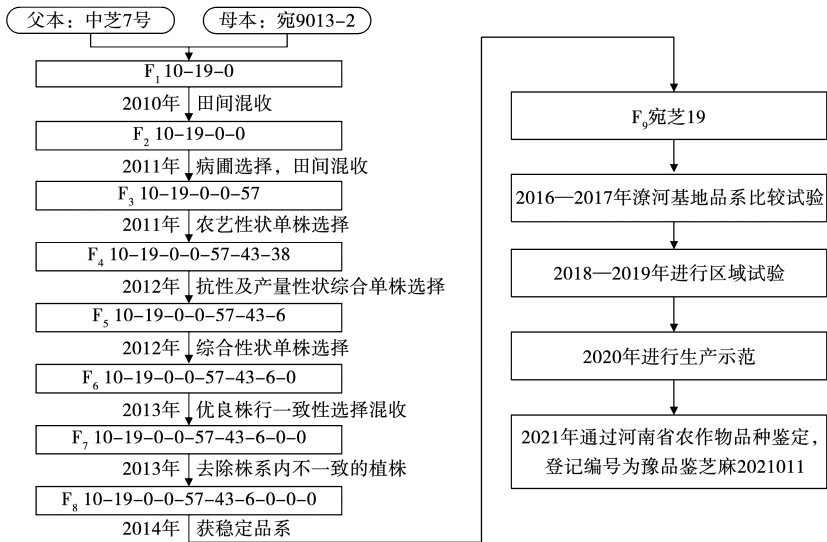 父本：中芝7号
母本：宛9013-2
F₁ 10-19-0
2010年 田间混收
F₂ 10-19-0-0
2011年 病圃选择，田间混收
F₃ 10-19-0-0-57
2011年 农艺性状单株选择
F₄ 10-19-0-0-57-43-38
2012年 抗性及产量性状综合单株选择
F₅ 10-19-0-0-57-43-6
2012年 综合性状单株选择
F₆ 10-19-0-0-57-43-6-0
2013年 优良株行一致性选择混收
F₇ 10-19-0-0-57-43-6-0-0
2013年 去除株系内不一致的植株
F₈ 10-19-0-0-57-43-6-0-0-0
2014年 获稳定品系
F₉宛芝19
2016—2017年潦河基地品系比较试验
2018—2019年进行区域试验
2020年进行生产示范
2021年通过河南省农作物品种鉴定，
登记编号为豫品鉴芝麻2021011